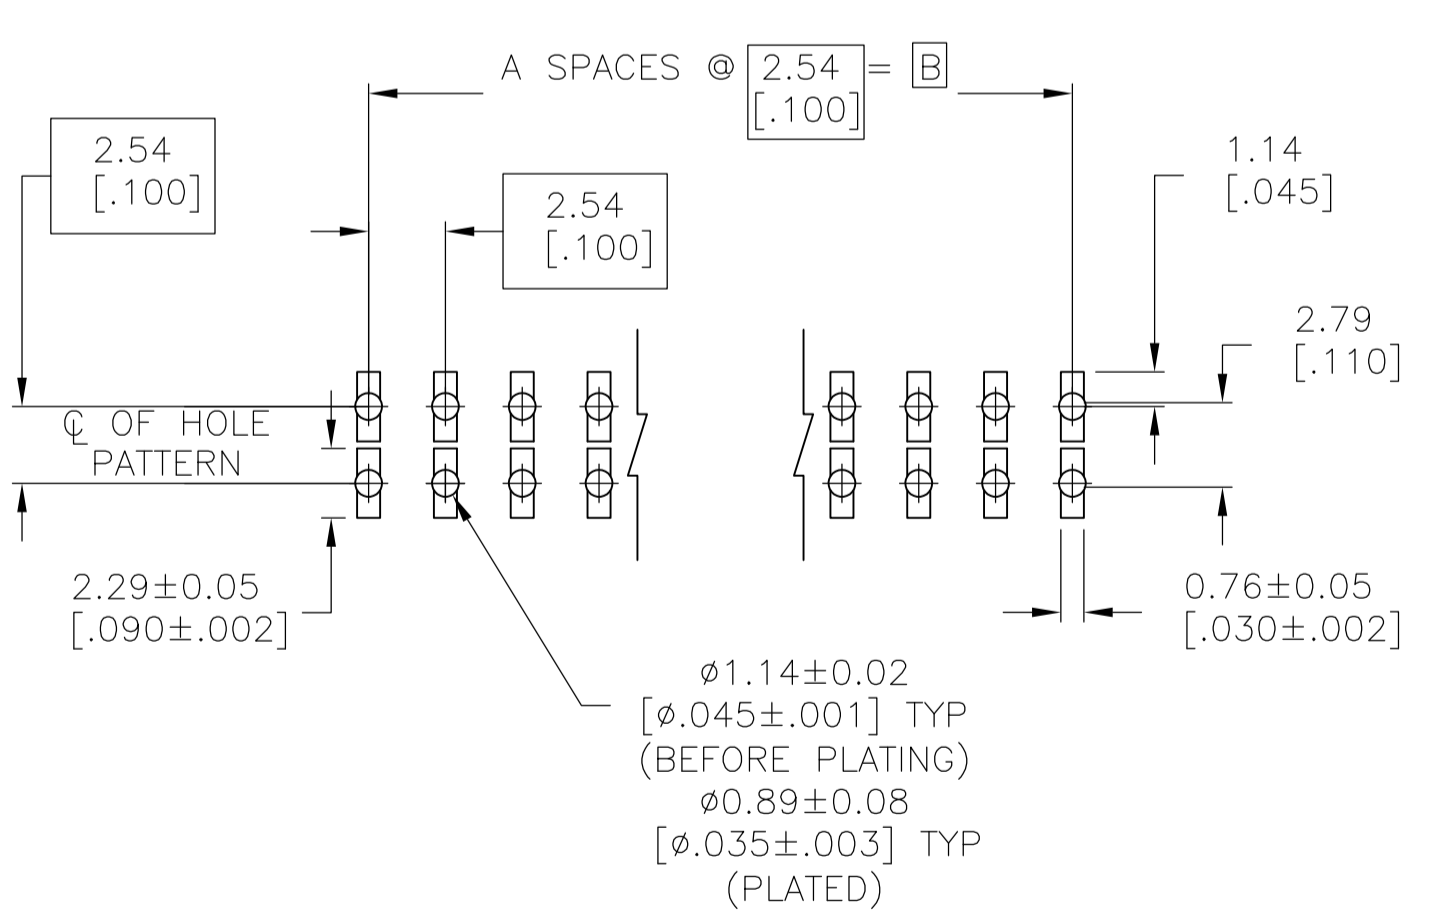 A SPACES @ 2.54 = B
[.100]
2.54
[.100]
2.54
[.100]
1.14
[.045]
2.79
[.110]
℄ OF HOLE
PATTERN
2.29±0.05
[.090±.002]
0.76±0.05
[.030±.002]
⌀1.14±0.02
[⌀.045±.001] TYP
(BEFORE PLATING)
⌀0.89±0.08
[⌀.035±.003] TYP
(PLATED)